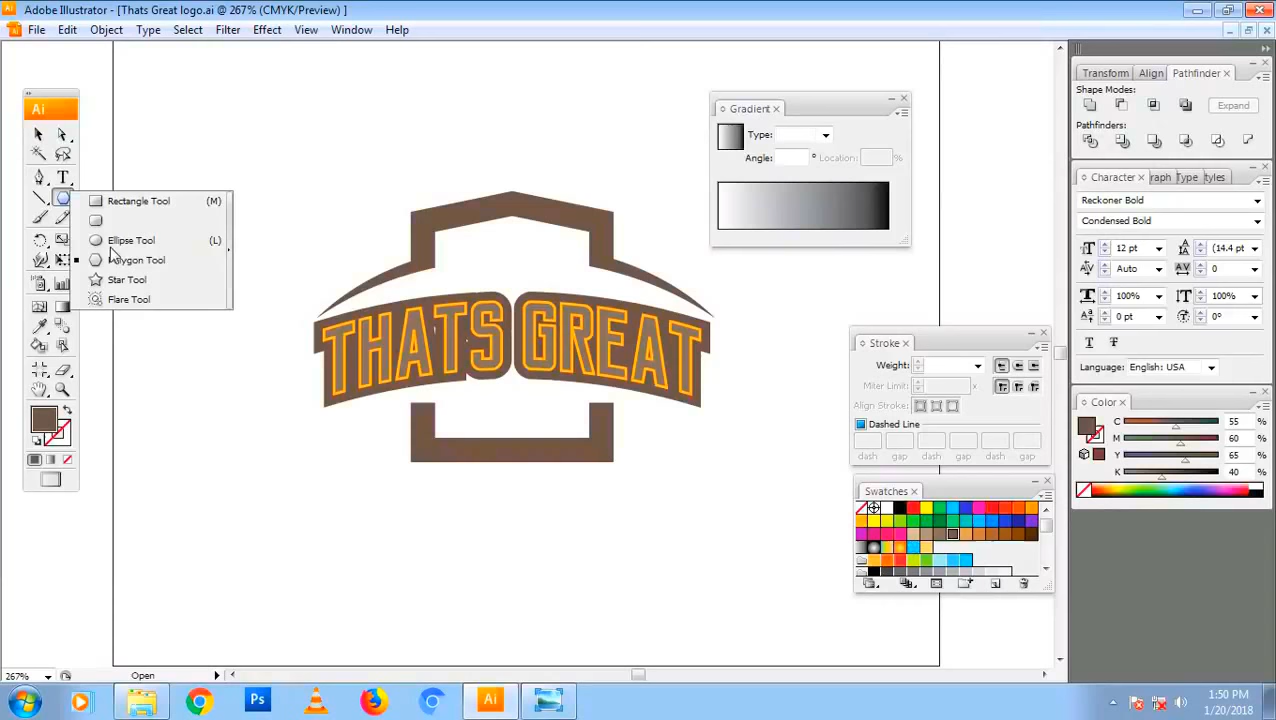 Adobe Illustrator - [Thats Great logo.ai @ 267% (CMYK/Preview) ]
File Edit Object Type Select Filter Effect View Window Help
Ai
Rectangle Tool (M)
Ellipse Tool (L)
Polygon Tool
Star Tool
Flare Tool
THATS GREAT
Gradient
Type:
Angle: ° Location: %
Transform Align Pathfinder
Shape Modes:
Expand
Pathfinders:
Character graph Type tyles
Reckoner Bold
Condensed Bold
12 pt (14.4 pt
Auto 0
100% 100%
0 pt 0°
Language: English: USA
Stroke
Weight:
Miter Limit: x
Align Stroke:
Dashed Line
dash gap dash gap dash gap
Color
C 55 %
M 60 %
Y 65 %
K 40 %
Swatches
267% Open
Ps Ai
1:50 PM
1/20/2018